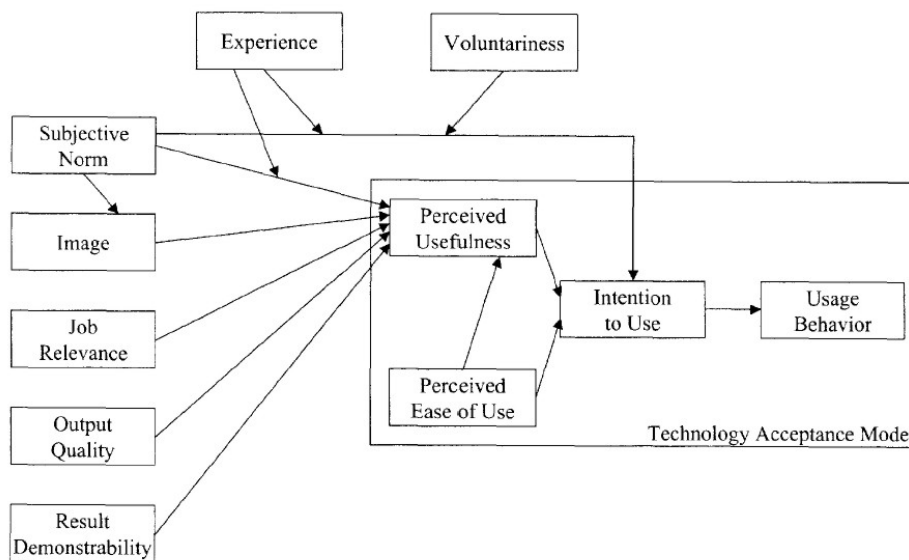 Experience
Voluntariness
Subjective
Norm
Image
Job
Relevance
Output
Quality
Result
Demonstrability
Perceived
Usefulness
Perceived
Ease of Use
Intention
to Use
Usage
Behavior
Technology Acceptance Mode